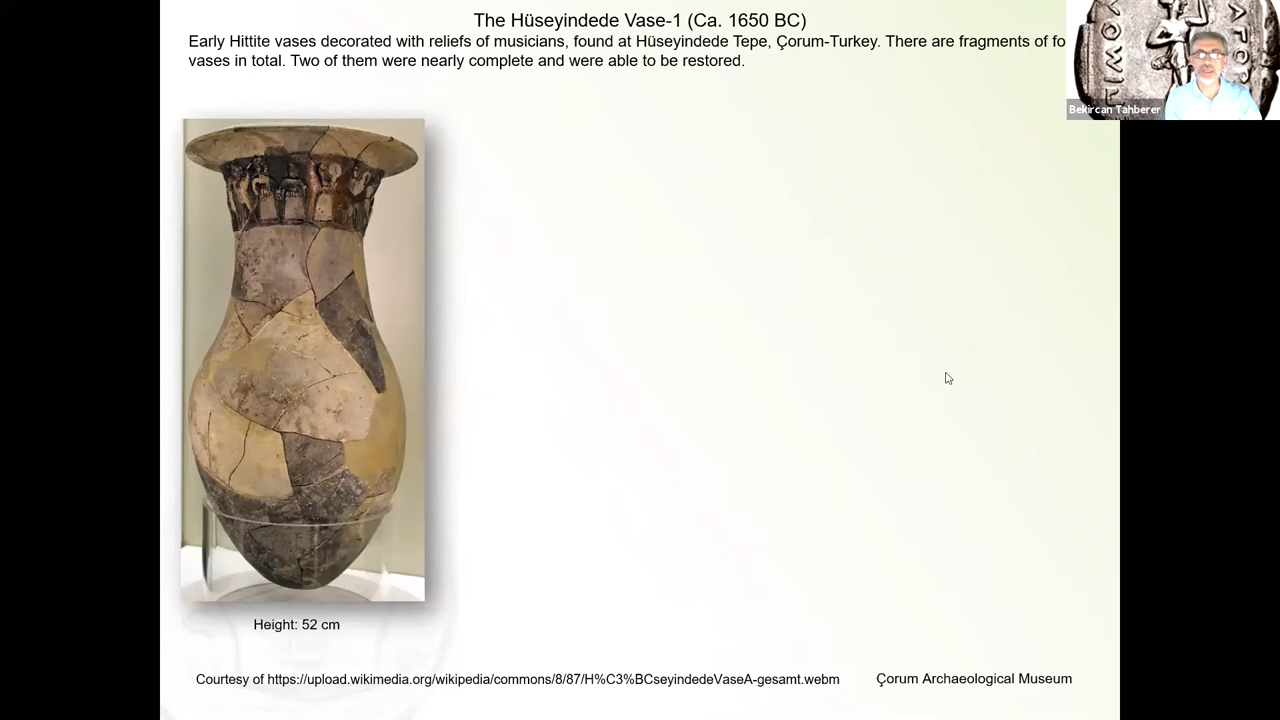 The Hüseyindede Vase-1 (Ca. 1650 BC)
Early Hittite vases decorated with reliefs of musicians, found at Hüseyindede Tepe, Çorum-Turkey. There are fragments of fo
vases in total. Two of them were nearly complete and were able to be restored.
Bekircan Tahberer
Height: 52 cm
Courtesy of https://upload.wikimedia.org/wikipedia/commons/8/87/H%C3%BCseyindedeVaseA-gesamt.webm
Çorum Archaeological Museum